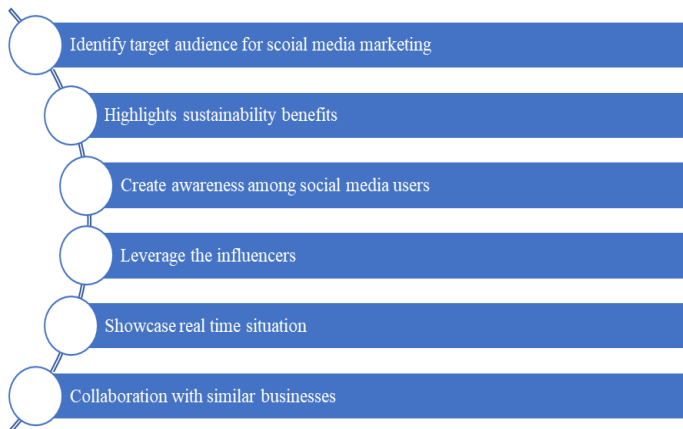 Identify target audience for scoial media marketing
Highlights sustainability benefits
Create awareness among social media users
Leverage the influencers
Showcase real time situation
Collaboration with similar businesses